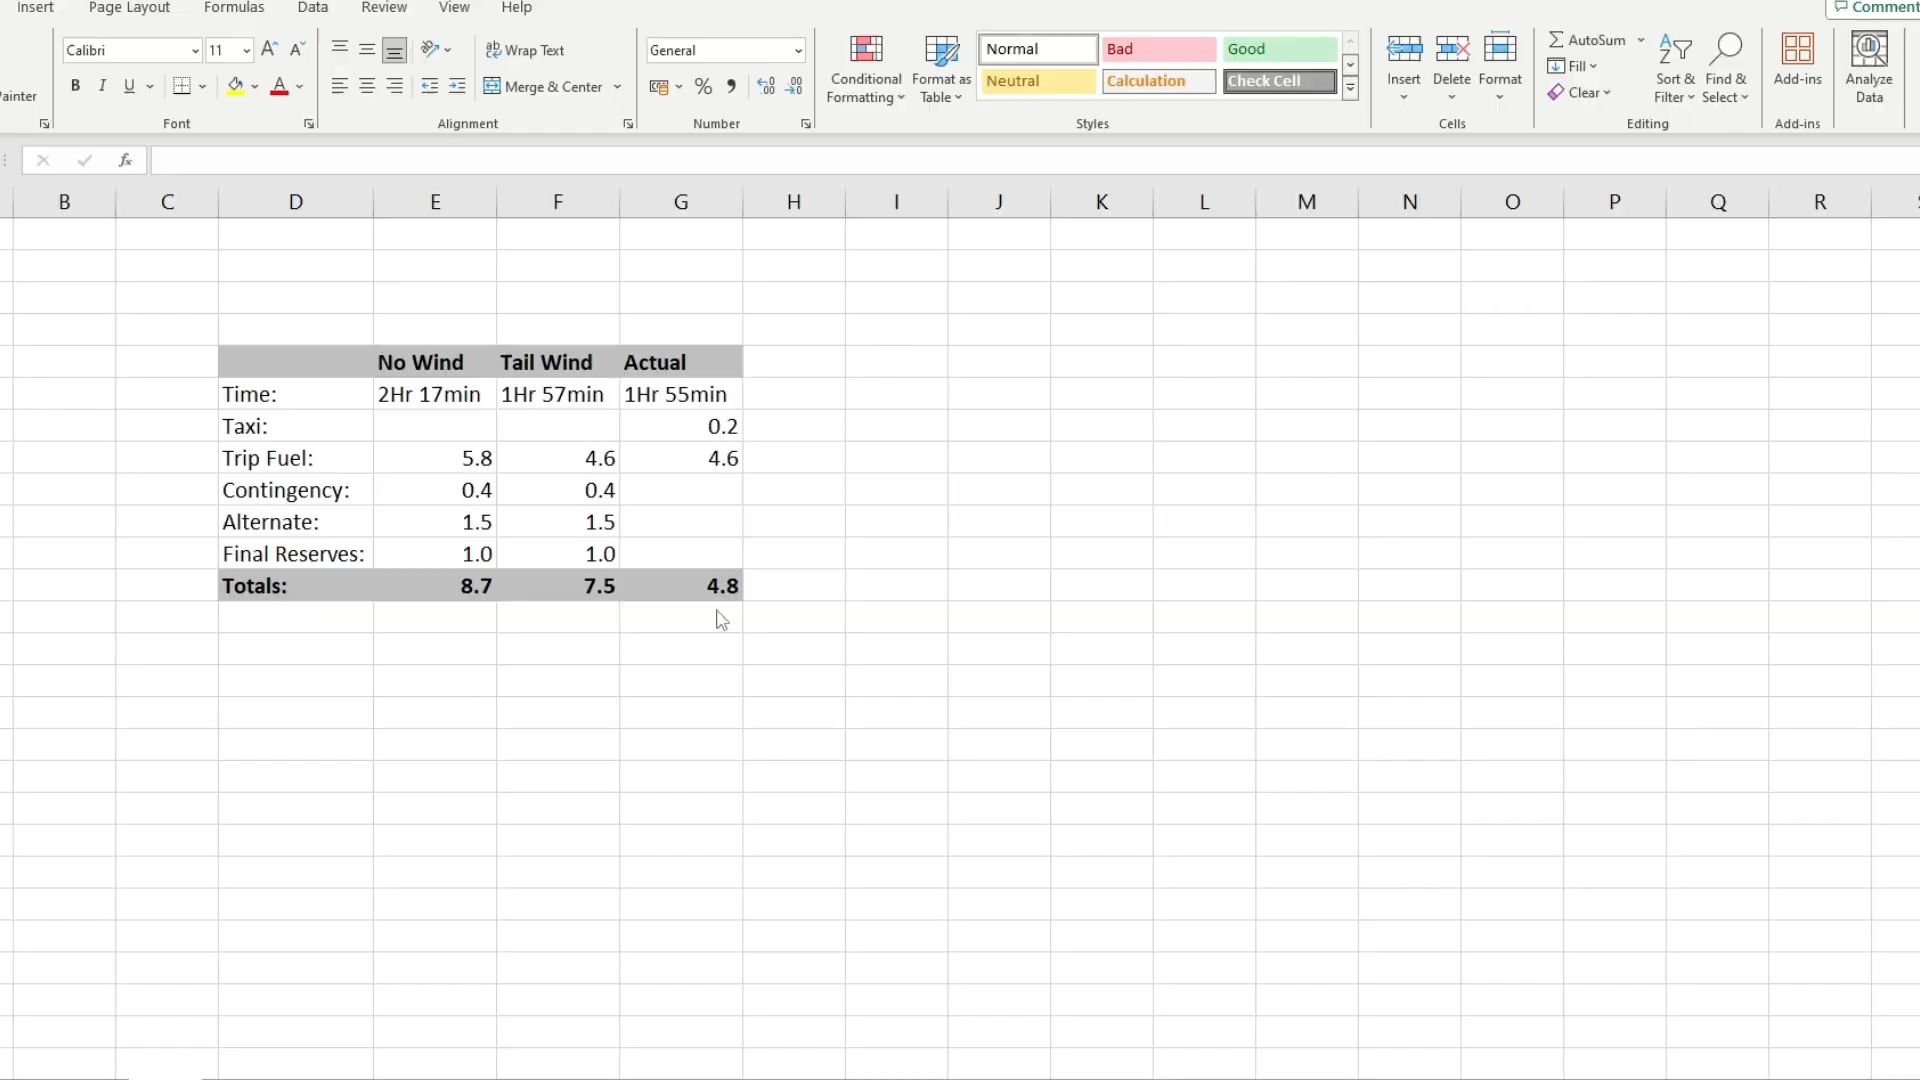 Insert Page Layout Formulas Data Review View Help Comment
Calibri 11 A A ab Wrap Text General Normal Bad Good AutoSum
Conditional Format as Insert Delete Format Fill Sort & Find & Add-ins Analyze
Painter B I U A Merge & Center % Formatting Table Neutral Calculation Check Cell Clear Filter Select Data
Font Alignment Number Styles Cells Editing Add-ins
fx
B C D E F G H I J K L M N O P Q R
No Wind Tail Wind Actual
Time: 2Hr 17min 1Hr 57min 1Hr 55min
Taxi: 0.2
Trip Fuel: 5.8 4.6 4.6
Contingency: 0.4 0.4
Alternate: 1.5 1.5
Final Reserves: 1.0 1.0
Totals: 8.7 7.5 4.8